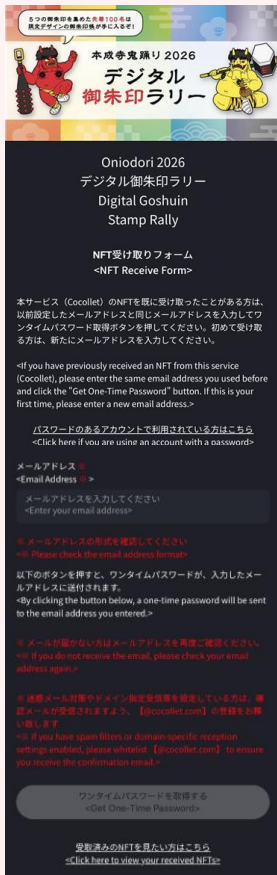 5つの御朱印を集めた先着100名は
限定デザインの御朱印帳が手に入るぞ!
本成寺鬼踊り2026
デジタル
御朱印ラリー
Oniodori 2026
デジタル御朱印ラリー
Digital Goshuin
Stamp Rally
NFT受け取りフォーム
<NFT Receive Form>
本サービス（Cocollet）のNFTを既に受け取ったことがある方は、
以前設定したメールアドレスと同じメールアドレスを入力してワ
ンタイムパスワード取得ボタンを押してください。初めて受け取
る方は、新たにメールアドレスを入力してください。
<If you have previously received an NFT from this service
(Cocollet), please enter the same email address you used before
and click the "Get One-Time Password" button. If this is your
first time, please enter a new email address.>
パスワードのあるアカウントで利用されている方はこちら
<Click here if you are using an account with a password>
メールアドレス ※
<Email Address ※ >
メールアドレスを入力してください
<Enter your email address>
※ メールアドレスの形式を確認してください
<※ Please check the email address format>
以下のボタンを押すと、ワンタイムパスワードが、入力したメー
ルアドレスに送付されます。
<By clicking the button below, a one-time password will be sent
to the email address you entered.>
※ メールが届かない方はメールアドレスを再度ご確認ください。
<※ If you do not receive the email, please check your email
address again.>
※ 迷惑メール対策やドメイン指定受信等を設定している方は、確
認メールが受信されますよう、【@cocollet.com】の登録をお願
い致します
<※ If you have spam filters or domain-specific reception
settings enabled, please whitelist 【@cocollet.com】 to ensure
you receive the confirmation email.>
ワンタイムパスワードを取得する
<Get One-Time Password>
受取済みのNFTを見たい方はこちら
<Click here to view your received NFTs>